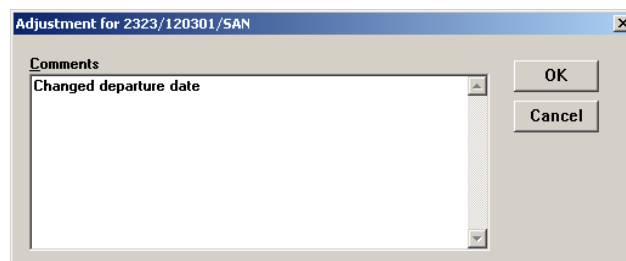 Adjustment for 2323/120301/SAN
Comments
Changed departure date
OK
Cancel